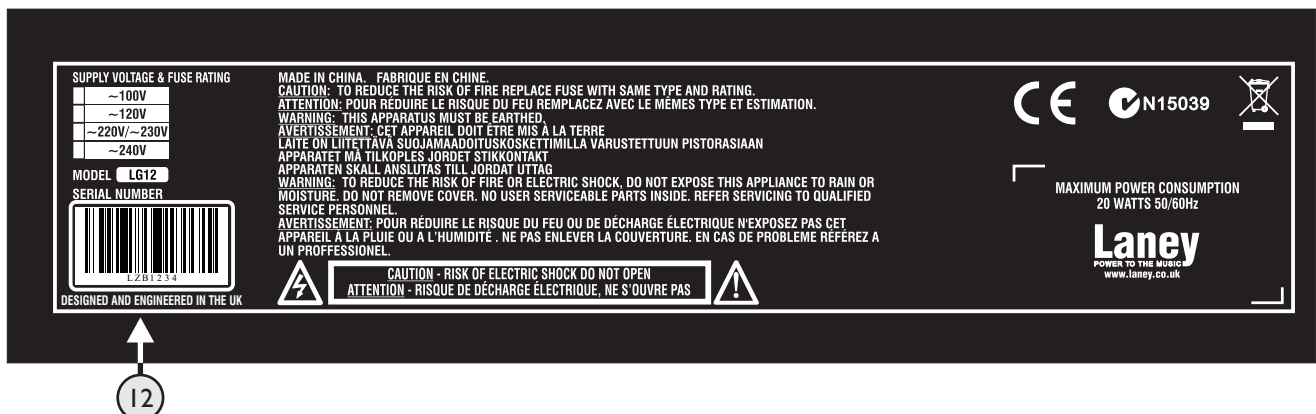 SUPPLY VOLTAGE & FUSE RATING
~100V
~120V
~220V/~230V
~240V
MODEL LG12
SERIAL NUMBER
LZB1234
DESIGNED AND ENGINEERED IN THE UK
MADE IN CHINA. FABRIQUE EN CHINE.
CAUTION: TO REDUCE THE RISK OF FIRE REPLACE FUSE WITH SAME TYPE AND RATING.
ATTENTION: POUR RÉDUIRE LE RISQUE DU FEU REMPLACEZ AVEC LE MÊMES TYPE ET ESTIMATION.
WARNING: THIS APPARATUS MUST BE EARTHED.
AVERTISSEMENT: CET APPAREIL DOIT ÊTRE MIS À LA TERRE
LAITE ON LIITETTÄVÄ SUOJAMAADOITUSKOSKETTIMILLA VARUSTETTUUN PISTORASIAAN
APPARATET MÅ TILKOPLES JORDET STIKKONTAKT
APPARATEN SKALL ANSLUTAS TILL JORDAT UTTAG
WARNING: TO REDUCE THE RISK OF FIRE OR ELECTRIC SHOCK, DO NOT EXPOSE THIS APPLIANCE TO RAIN OR
MOISTURE. DO NOT REMOVE COVER. NO USER SERVICEABLE PARTS INSIDE. REFER SERVICING TO QUALIFIED
SERVICE PERSONNEL.
AVERTISSEMENT: POUR RÉDUIRE LE RISQUE DU FEU OU DE DÉCHARGE ÉLECTRIQUE N'EXPOSEZ PAS CET
APPAREIL À LA PLUIE OU A L'HUMIDITÉ . NE PAS ENLEVER LA COUVERTURE. EN CAS DE PROBLEME RÉFÉREZ A
UN PROFFESSIONEL.
CAUTION - RISK OF ELECTRIC SHOCK DO NOT OPEN
ATTENTION - RISQUE DE DÉCHARGE ÉLECTRIQUE, NE S'OUVRE PAS
CE
N15039
MAXIMUM POWER CONSUMPTION
20 WATTS 50/60Hz
Laney
POWER TO THE MUSIC
www.laney.co.uk
12